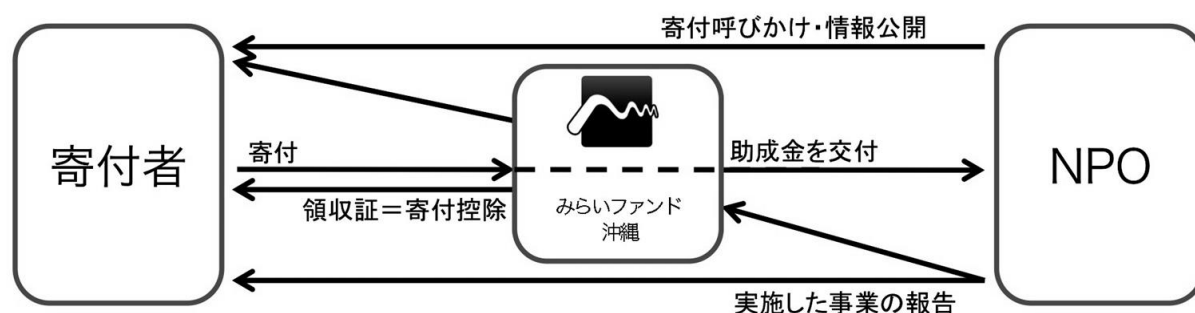 寄付呼びかけ・情報公開
寄付者
寄付
助成金を交付
NPO
領収証＝寄付控除
みらいファンド
沖縄
実施した事業の報告